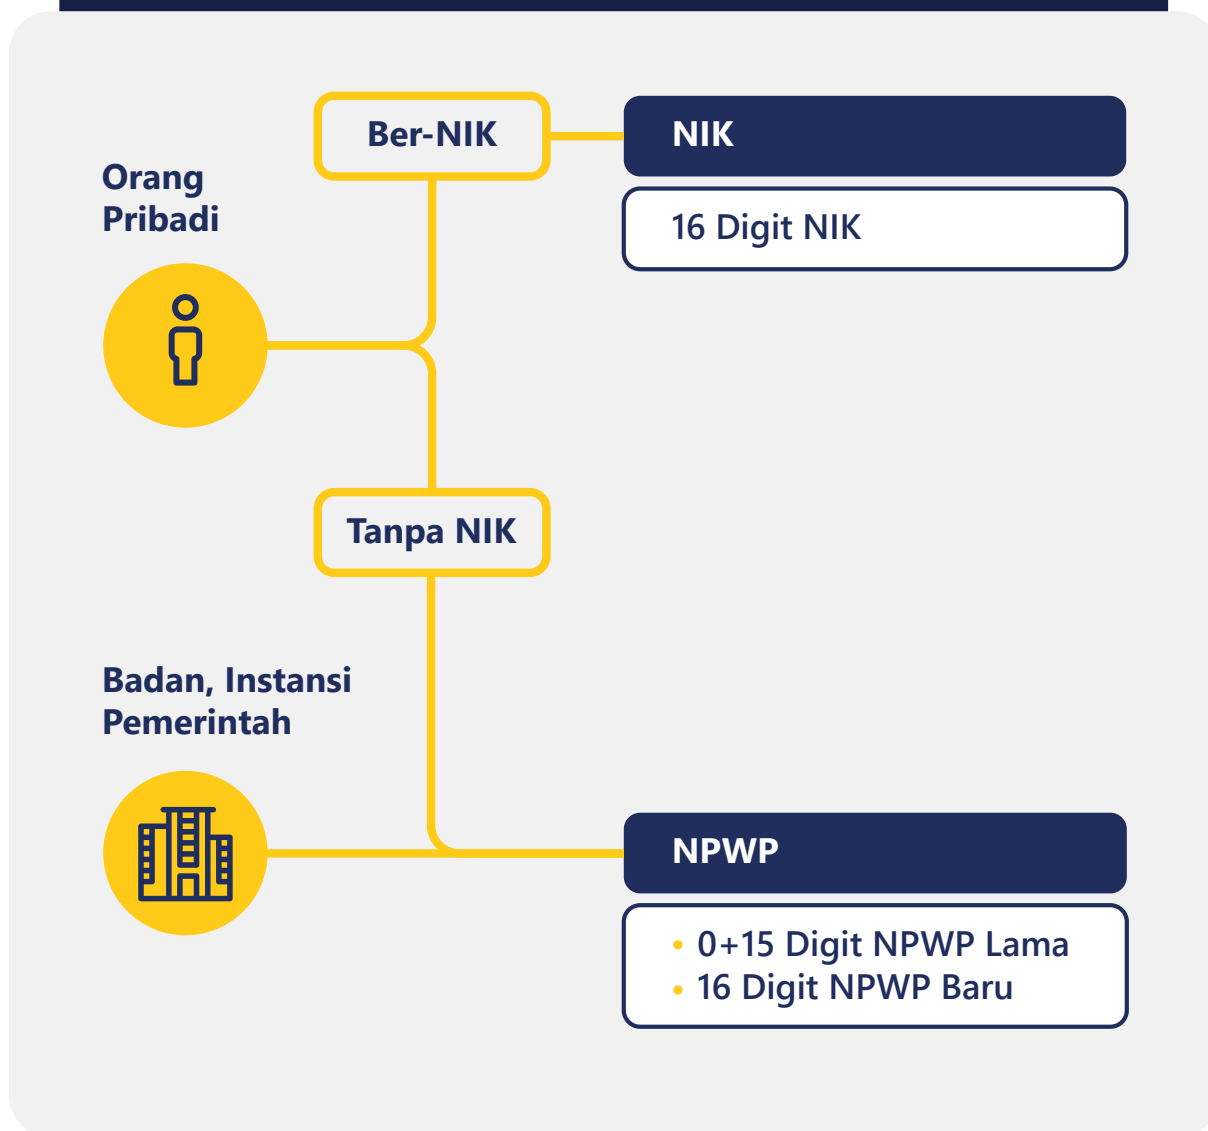 Ber-NIK
NIK
Orang
Pribadi
16 Digit NIK
Tanpa NIK
Badan, Instansi
Pemerintah
NPWP
• 0+15 Digit NPWP Lama
• 16 Digit NPWP Baru